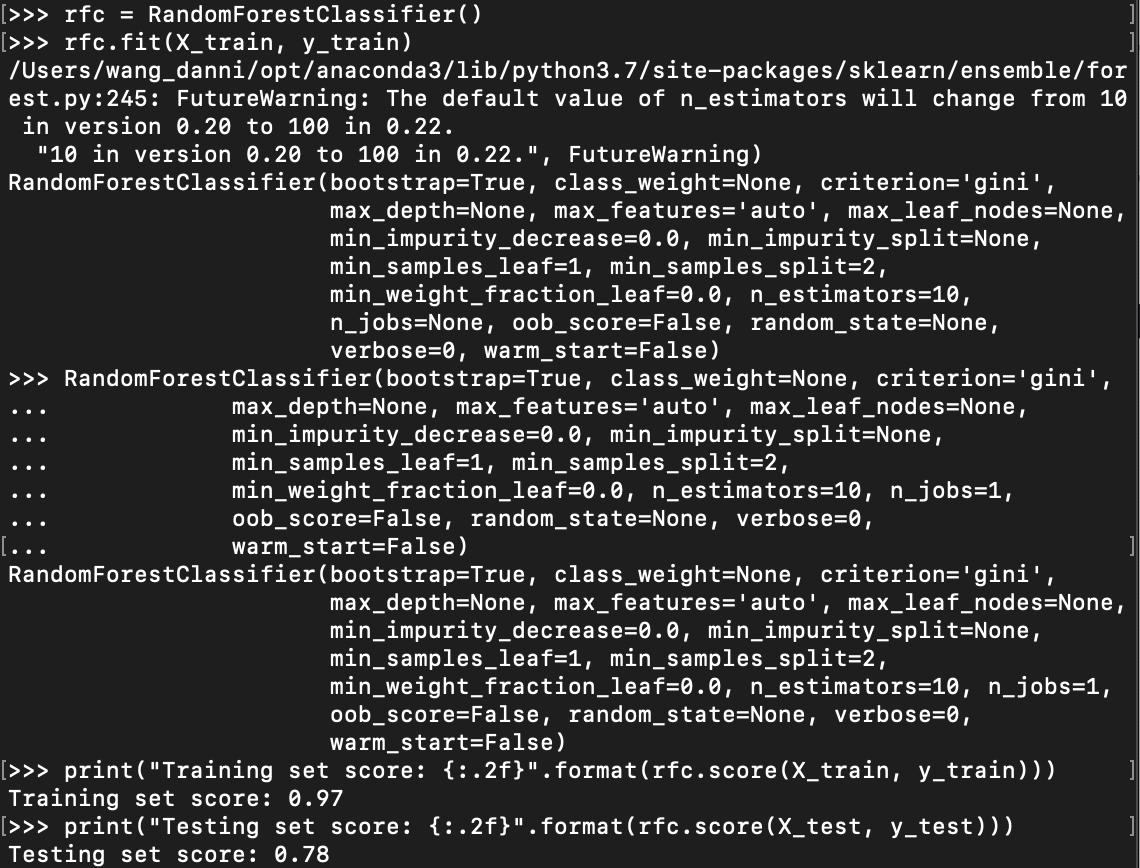 [>>> rfc = RandomForestClassifier() ]
[>>> rfc.fit(X_train, y_train) ]
/Users/wang_danni/opt/anaconda3/lib/python3.7/site-packages/sklearn/ensemble/for
est.py:245: FutureWarning: The default value of n_estimators will change from 10
 in version 0.20 to 100 in 0.22.
  "10 in version 0.20 to 100 in 0.22.", FutureWarning)
RandomForestClassifier(bootstrap=True, class_weight=None, criterion='gini',
                       max_depth=None, max_features='auto', max_leaf_nodes=None,
                       min_impurity_decrease=0.0, min_impurity_split=None,
                       min_samples_leaf=1, min_samples_split=2,
                       min_weight_fraction_leaf=0.0, n_estimators=10,
                       n_jobs=None, oob_score=False, random_state=None,
                       verbose=0, warm_start=False)
>>> RandomForestClassifier(bootstrap=True, class_weight=None, criterion='gini',
...             max_depth=None, max_features='auto', max_leaf_nodes=None,
...             min_impurity_decrease=0.0, min_impurity_split=None,
...             min_samples_leaf=1, min_samples_split=2,
...             min_weight_fraction_leaf=0.0, n_estimators=10, n_jobs=1,
...             oob_score=False, random_state=None, verbose=0,
[...             warm_start=False) ]
RandomForestClassifier(bootstrap=True, class_weight=None, criterion='gini',
                       max_depth=None, max_features='auto', max_leaf_nodes=None,
                       min_impurity_decrease=0.0, min_impurity_split=None,
                       min_samples_leaf=1, min_samples_split=2,
                       min_weight_fraction_leaf=0.0, n_estimators=10, n_jobs=1,
                       oob_score=False, random_state=None, verbose=0,
                       warm_start=False)
[>>> print("Training set score: {:.2f}".format(rfc.score(X_train, y_train))) ]
Training set score: 0.97
[>>> print("Testing set score: {:.2f}".format(rfc.score(X_test, y_test))) ]
Testing set score: 0.78